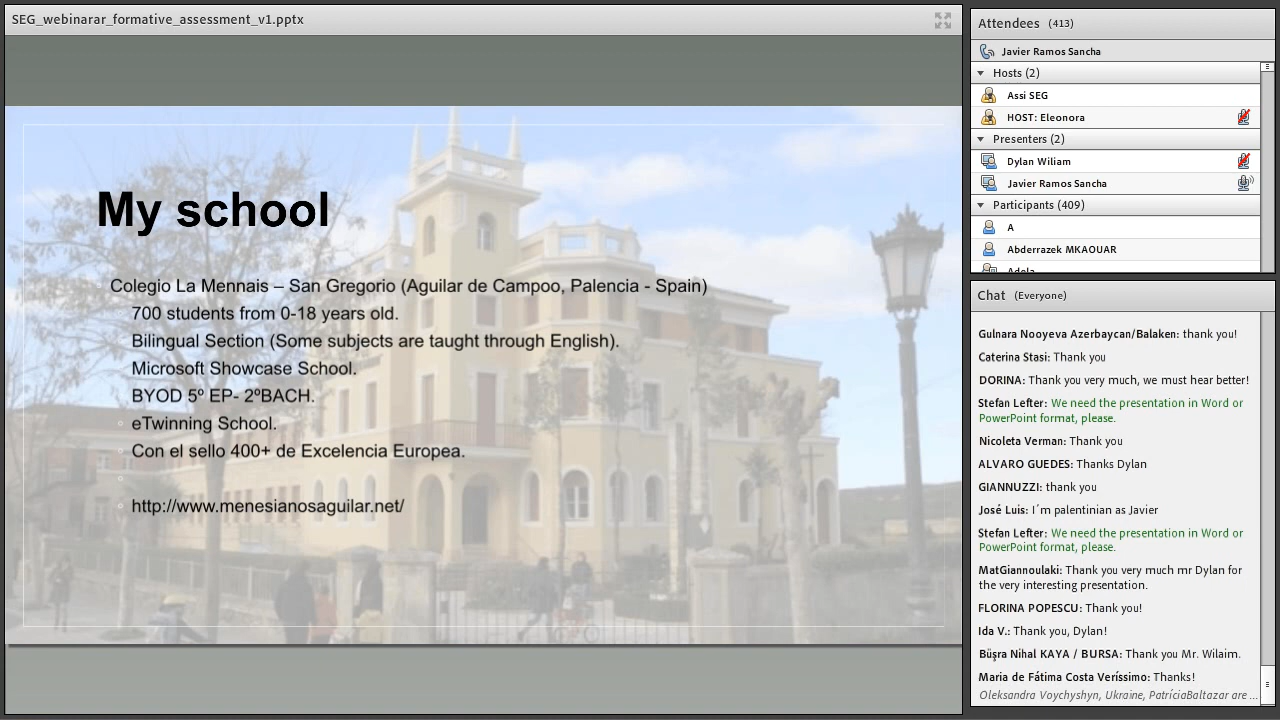 SEG_webinarar_formative_assessment_v1.pptx
My school
Colegio La Mennais – San Gregorio (Aguilar de Campoo, Palencia - Spain)
700 students from 0-18 years old.
Bilingual Section (Some subjects are taught through English).
Microsoft Showcase School.
BYOD 5º EP- 2ºBACH.
eTwinning School.
Con el sello 400+ de Excelencia Europea.
http://www.menesianosaguilar.net/
Attendees (413)
Javier Ramos Sancha
Hosts (2)
Assi SEG
HOST: Eleonora
Presenters (2)
Dylan Wiliam
Javier Ramos Sancha
Participants (409)
A
Abderrazek MKAOUAR
Adela
Chat (Everyone)
Gulnara Nooyeva Azerbaycan/Balaken: thank you!
Caterina Stasi: Thank you
DORINA: Thank you very much, we must hear better!
Stefan Lefter: We need the presentation in Word or
PowerPoint format, please.
Nicoleta Verman: Thank you
ALVARO GUEDES: Thanks Dylan
GIANNUZZI: thank you
José Luis: I´m palentinian as Javier
Stefan Lefter: We need the presentation in Word or
PowerPoint format, please.
MatGiannoulaki: Thank you very much mr Dylan for
the very interesting presentation.
FLORINA POPESCU: Thank you!
Ida V.: Thank you, Dylan!
Büşra Nihal KAYA / BURSA: Thank you Mr. Wilaim.
Maria de Fátima Costa Veríssimo: Thanks!
Oleksandra Voychyshyn, Ukraine, PatríciaBaltazar are ...